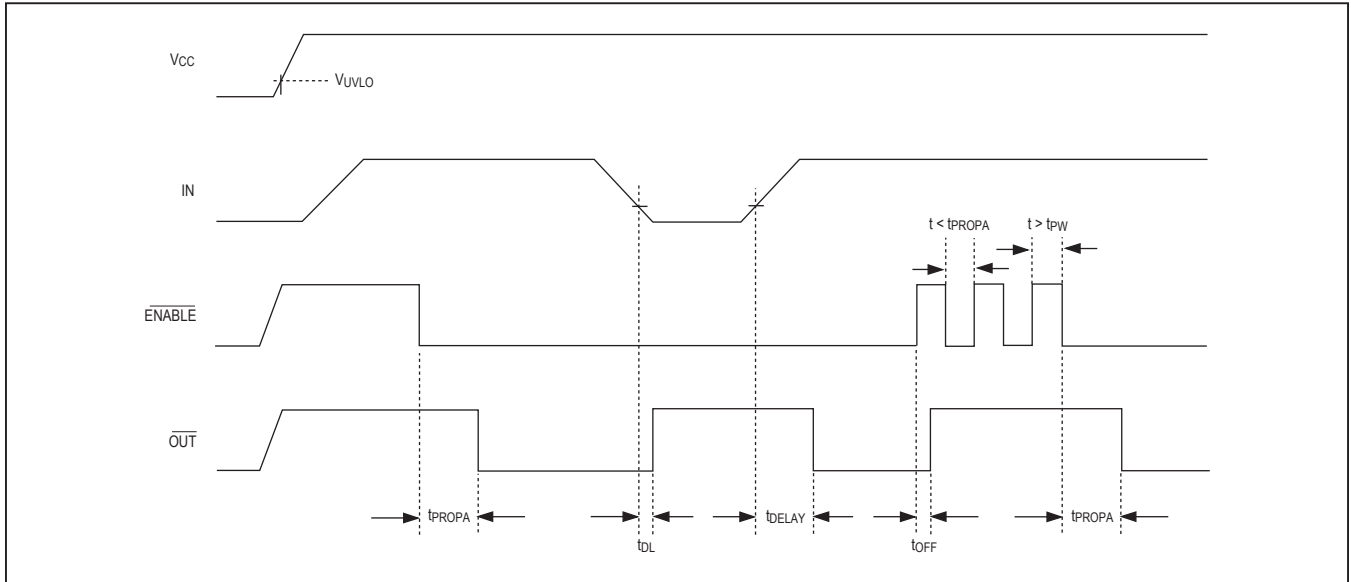 VCC
VUVLO
IN
t < tPROPA
t > tPW
ENABLE
OUT
tPROPA
tDL
tDELAY
tOFF
tPROPA